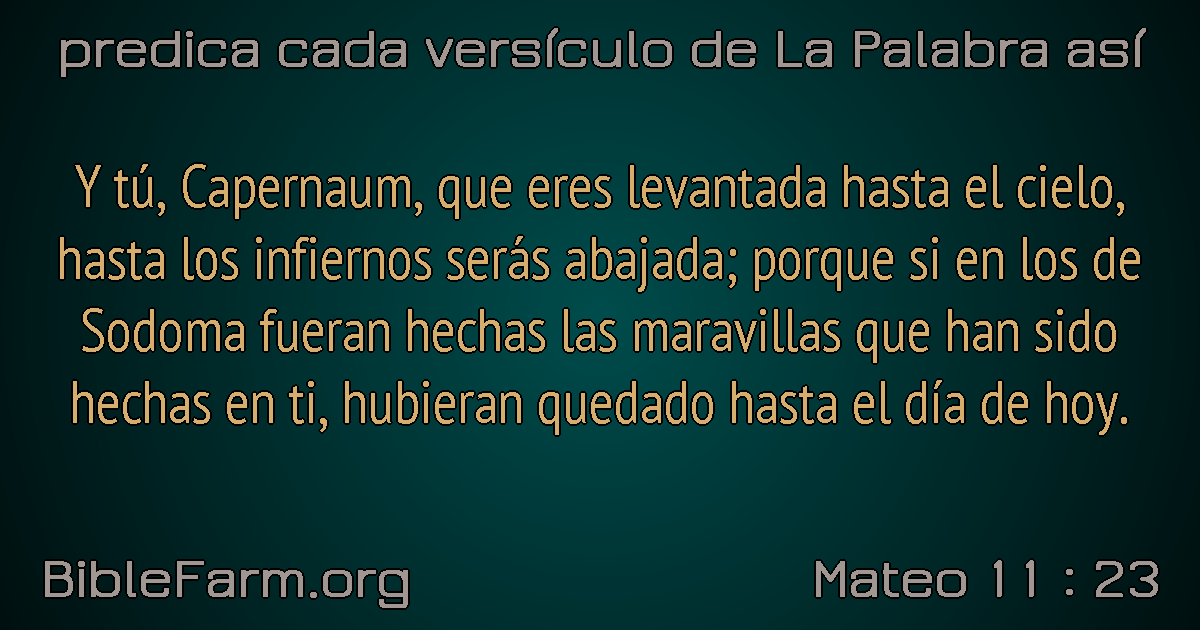 predica cada versículo de La Palabra así
Y tú, Capernaum, que eres levantada hasta el cielo,
hasta los infiernos serás abajada; porque si en los de
Sodoma fueran hechas las maravillas que han sido
hechas en ti, hubieran quedado hasta el día de hoy.
BibleFarm.org
Mateo 11 : 23